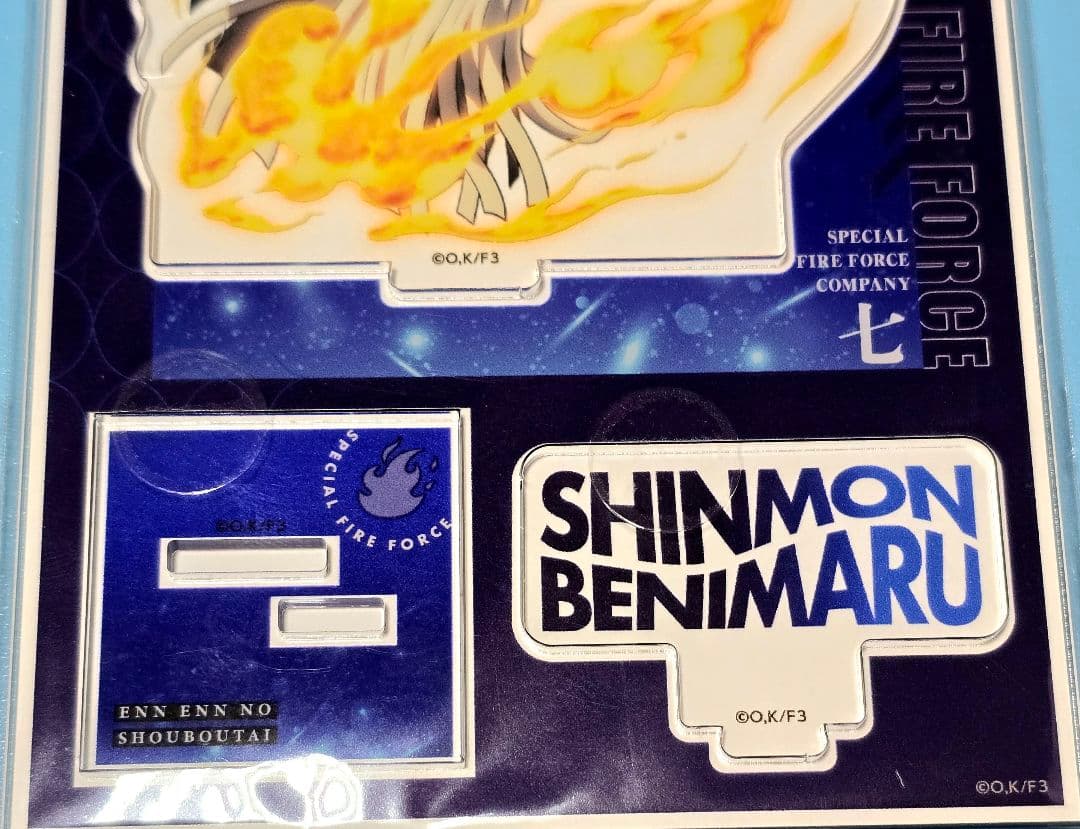 FIRE FORCE
©O,K/F3
SPECIAL
FIRE FORCE
COMPANY
七
SPECIAL FIRE FORCE
©O,K/F3
ENN ENN NO
SHOUBOUTAI
SHINMON
BENIMARU
©O,K/F3
©O,K/F3